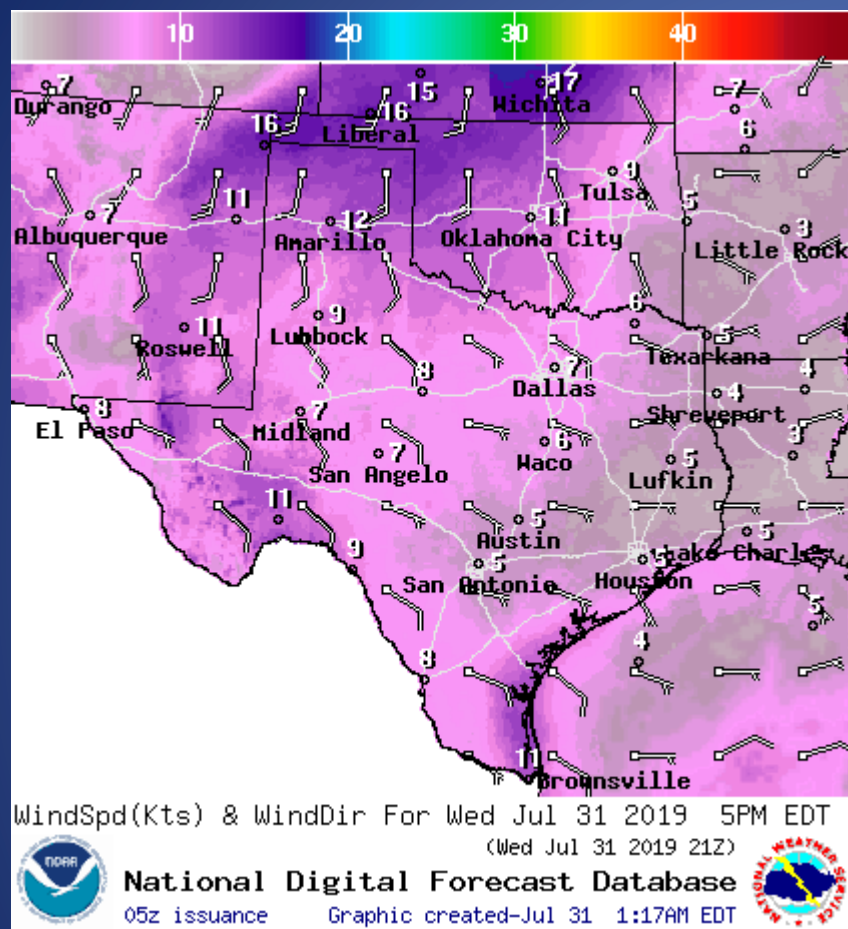 10 20 30 40
7 15 17 7
Durango Wichita
16 16 6
Liberal
9
Tulsa
7 11 12 11 5 3
Albuquerque Amarillo Oklahoma City Little Rock
11 9 6 5
Roswell Lubbock Texarkana
8 7 4 4
Dallas
8 7 Shreveport
El Paso Midland
7 6 5 3
San Angelo Waco Lufkin
11 5 5
Austin
9 5 5 Lake Charles
San Antonio Houston
5
8 4
11
Brownsville
WindSpd(Kts) & WindDir For Wed Jul 31 2019 5PM EDT
(Wed Jul 31 2019 21Z)
NOAA
National Digital Forecast Database
05z issuance Graphic created-Jul 31 1:17AM EDT
NATIONAL WEATHER SERVICE